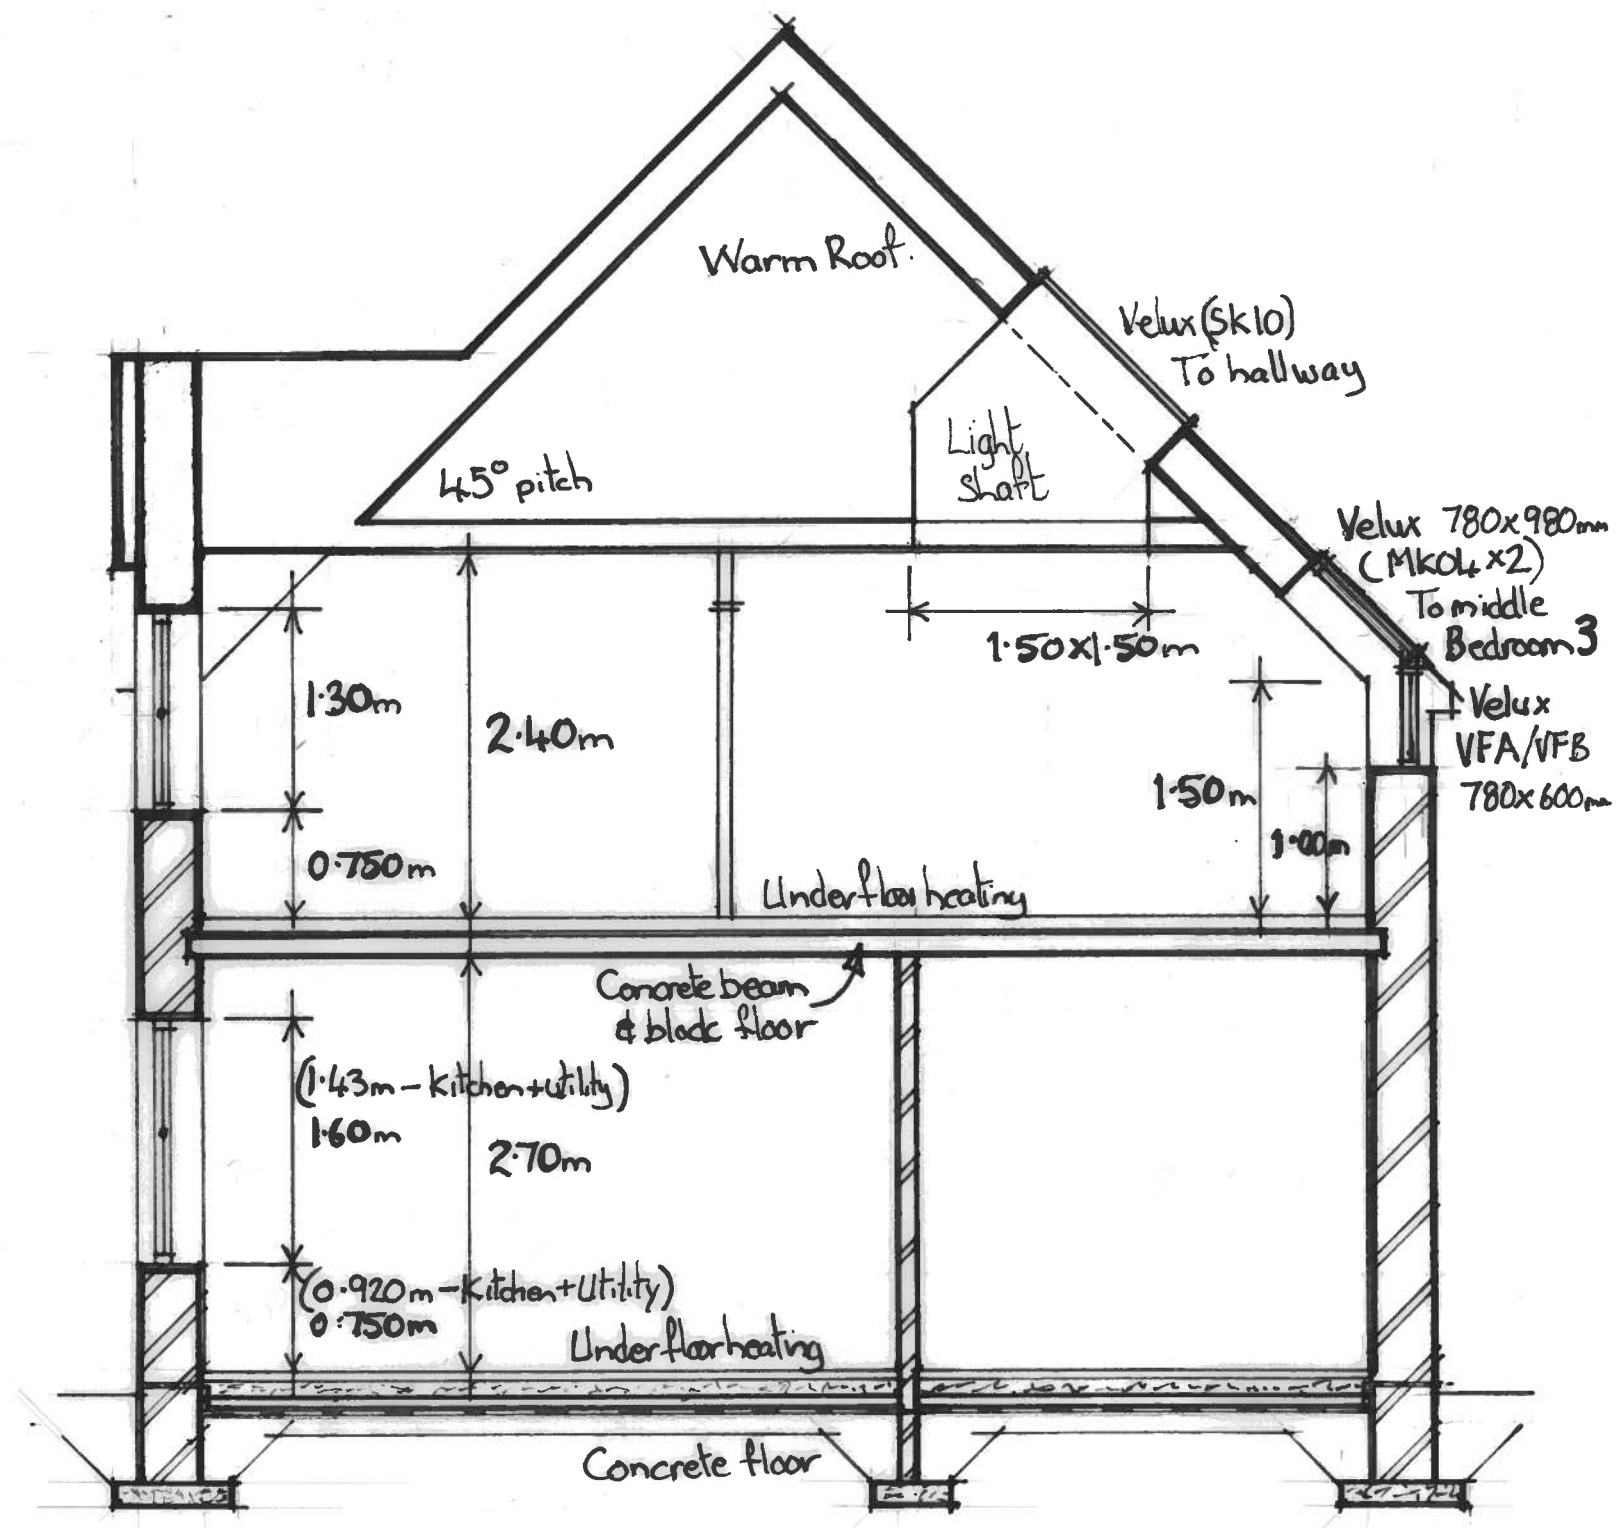 Warm Roof.
Velux (SK10)
To hallway
45° pitch
Light
Shaft
Velux 780x980mm
(MK04 x2)
To middle
Bedroom 3
1.50x1.50m
1.30m
2.40m
Velux
VFA/VFB
780x600mm
1.50m
1.00m
0.750m
Underfloor heating
Concrete beam
& block floor
(1.43m - Kitchen + utility)
1.60m
2.70m
(0.920m - Kitchen + Utility)
0.750m
Underfloor heating
Concrete floor